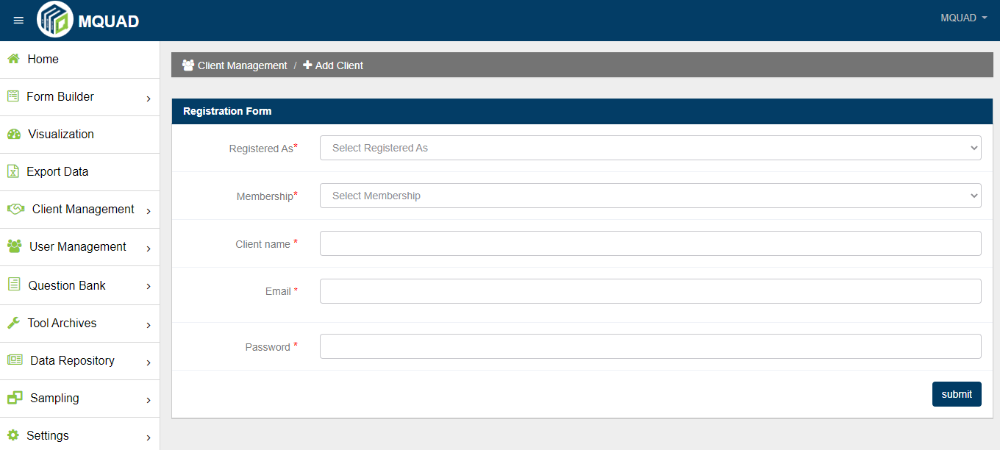 MQUAD
MQUAD
Home
Form Builder
Visualization
Export Data
Client Management
User Management
Question Bank
Tool Archives
Data Repository
Sampling
Settings
Client Management / Add Client
Registration Form
Registered As*
Select Registered As
Membership*
Select Membership
Client name *
Email *
Password *
submit